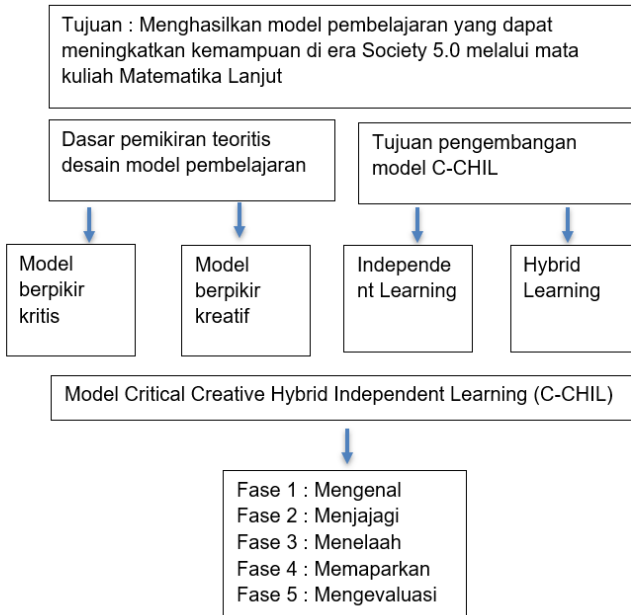 Tujuan : Menghasilkan model pembelajaran yang dapat
meningkatkan kemampuan di era Society 5.0 melalui mata
kuliah Matematika Lanjut
Dasar pemikiran teoritis
desain model pembelajaran
Tujuan pengembangan
model C-CHIL
Model
berpikir
kritis
Model
berpikir
kreatif
Independe
nt Learning
Hybrid
Learning
Model Critical Creative Hybrid Independent Learning (C-CHIL)
Fase 1 : Mengenal
Fase 2 : Menjajagi
Fase 3 : Menelaah
Fase 4 : Memaparkan
Fase 5 : Mengevaluasi